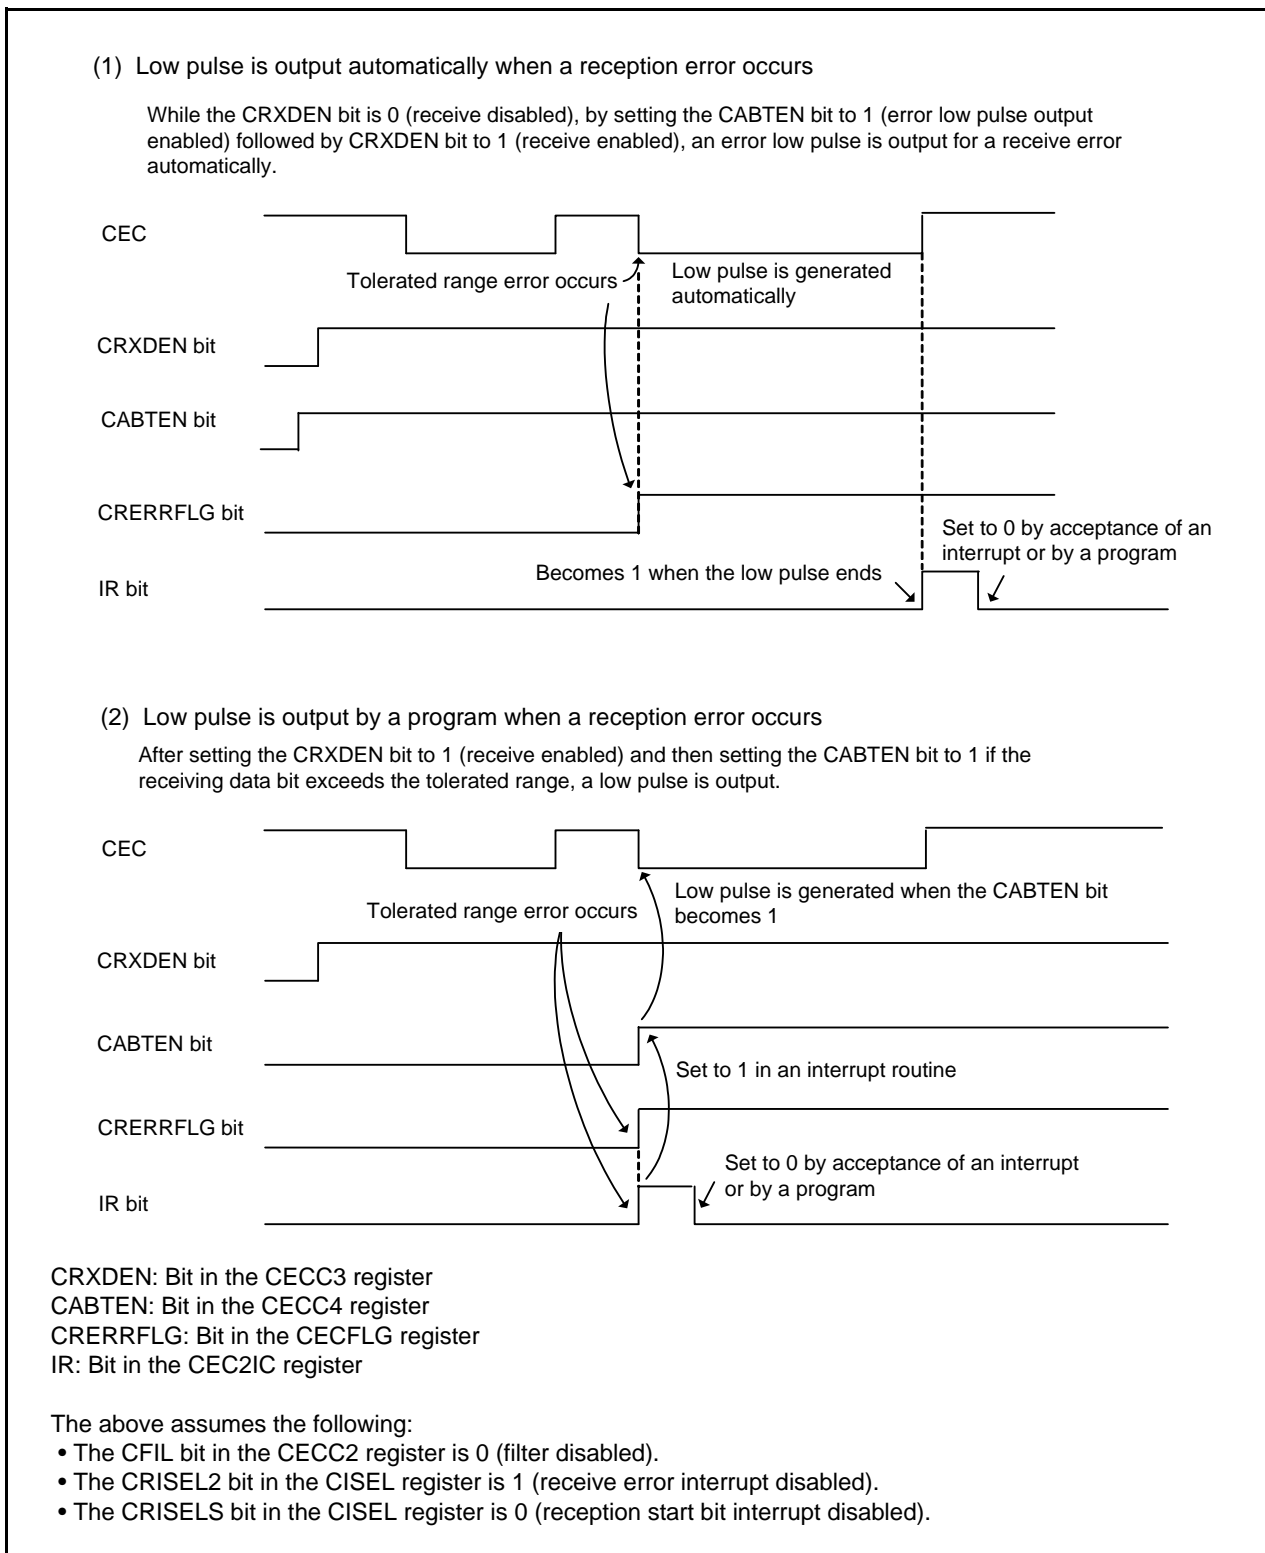 (1) Low pulse is output automatically when a reception error occurs
While the CRXDEN bit is 0 (receive disabled), by setting the CABTEN bit to 1 (error low pulse output
enabled) followed by CRXDEN bit to 1 (receive enabled), an error low pulse is output for a receive error
automatically.
CEC
Tolerated range error occurs
Low pulse is generated
automatically
CRXDEN bit
CABTEN bit
CRERRFLG bit
Set to 0 by acceptance of an
interrupt or by a program
Becomes 1 when the low pulse ends
IR bit
(2) Low pulse is output by a program when a reception error occurs
After setting the CRXDEN bit to 1 (receive enabled) and then setting the CABTEN bit to 1 if the
receiving data bit exceeds the tolerated range, a low pulse is output.
CEC
Low pulse is generated when the CABTEN bit
becomes 1
Tolerated range error occurs
CRXDEN bit
CABTEN bit
Set to 1 in an interrupt routine
CRERRFLG bit
Set to 0 by acceptance of an interrupt
or by a program
IR bit
CRXDEN: Bit in the CECC3 register
CABTEN: Bit in the CECC4 register
CRERRFLG: Bit in the CECFLG register
IR: Bit in the CEC2IC register
The above assumes the following:
• The CFIL bit in the CECC2 register is 0 (filter disabled).
• The CRISEL2 bit in the CISEL register is 1 (receive error interrupt disabled).
• The CRISELS bit in the CISEL register is 0 (reception start bit interrupt disabled).